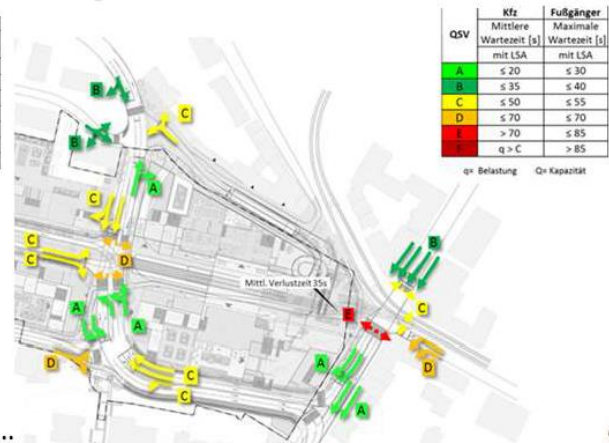 Kfz Fußgänger
QSV Mittlere Wartezeit [s] Maximale Wartezeit [s]
mit LSA mit LSA
A ≤ 20 ≤ 30
B ≤ 35 ≤ 40
C ≤ 50 ≤ 55
D ≤ 70 ≤ 70
E > 70 ≤ 85
F q > C > 85
q= Belastung Q= Kapazität
B
C
B
A
C
B
C
C
D
C
Mittl. Verlustzeit 35s
E
A
A
D
C
C
A
A
D
...